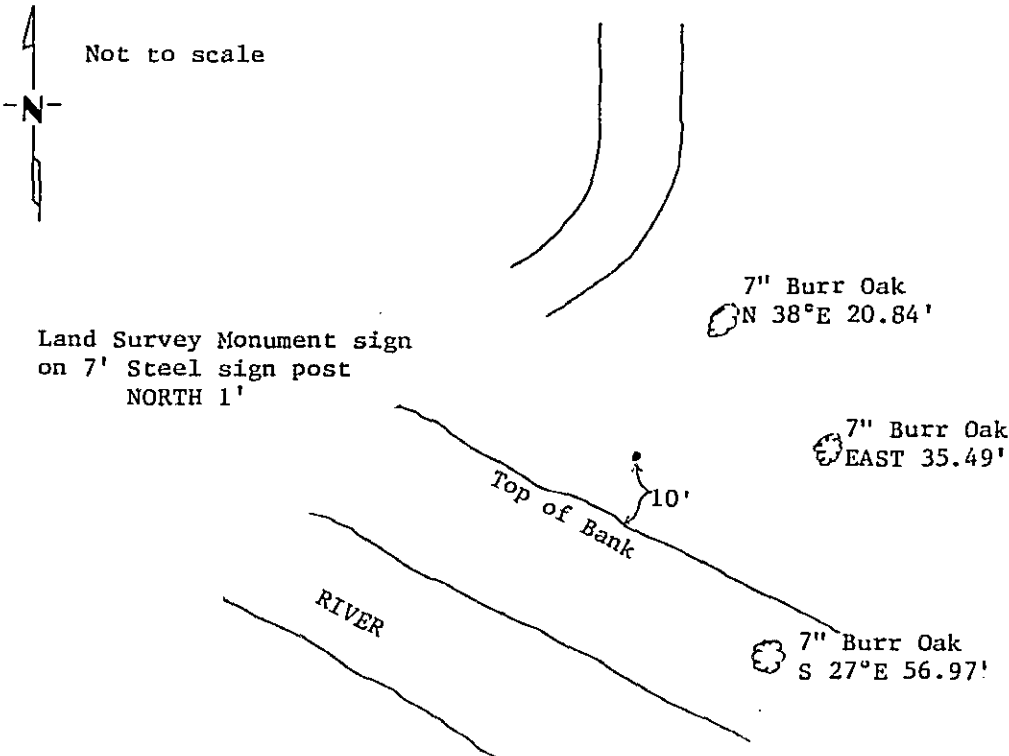 Not to scale
N
7" Burr Oak
N 38°E 20.84'
Land Survey Monument sign
on 7' Steel sign post
NORTH 1'
7" Burr Oak
EAST 35.49'
10'
Top of Bank
RIVER
7" Burr Oak
S 27°E 56.97'